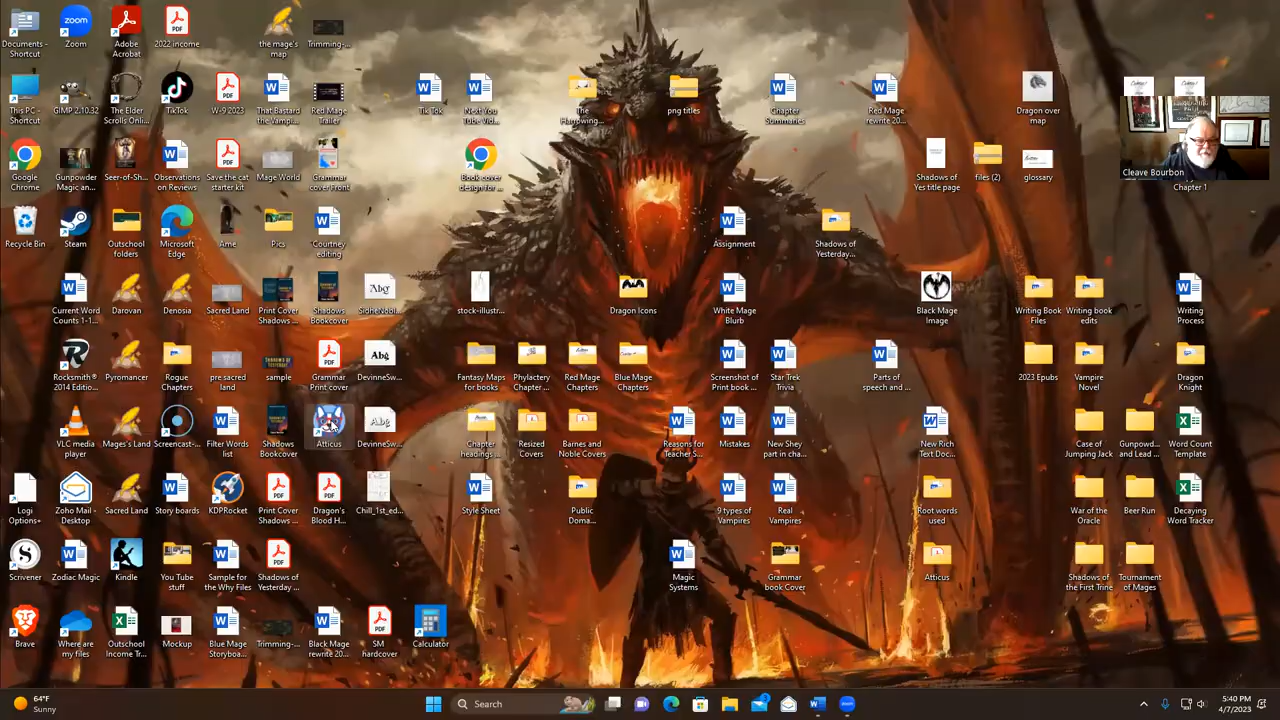 Documents - Shortcut
Zoom
Adobe Acrobat
2022 income
the mage's map
Trimming-...
This PC - Shortcut
GIMP 2.10.32
The Elder Scrolls Onli...
TikTok
W-9 2023
That Bastard the Vampi...
Red Mage Trailer
Tik Tok
Next You Tube Vid...
The Harrowing...
png titles
Chapter Summaries
Red Mage rewrite 20...
Dragon over map
Google Chrome
Gunpowder Magic an...
Seer-of-Sh...
Observations on Reviews
Save the cat starter kit
Mage World
Grammar cover Front
Book cover design for ...
Shadows of Yes title page
files (2)
glossary
Cleave Bourbon
Chapter 1
Recycle Bin
Steam
Outschool folders
Microsoft Edge
Ame
Pics
Courtney editing
Assignment
Shadows of Yesterday...
Current Word Counts 1-1...
Darovan
Denosia
Sacred Land
Print Cover Shadows ...
Shadows Bookcover
SidheNobl...
stock-illustr...
Dragon Icons
White Mage Blurb
Black Mage Image
Writing Book Files
Writing book edits
Writing Process
Rocksmith® 2014 Editio...
Pyromancer
Rogue Chapters
pre sacred land
sample
Grammar Print cover
DevinneSw...
Fantasy Maps for books
Phylactery Chapter ...
Red Mage Chapters
Blue Mage Chapters
Screenshot of Print book ...
Star Trek Trivia
Parts of speech and ...
2023 Epubs
Vampire Novel
Dragon Knight
VLC media player
Mage's Land
Screencast-...
Filter Words list
Shadows Bookcover
Atticus
DevinneSw...
Chapter headings ...
Resized Covers
Barnes and Noble Covers
Reasons for Teacher S...
Mistakes
New Shey part in cha...
New Rich Text Doc...
Case of Jumping Jack
Gunpowd... and Lead ...
Word Count Template
Logi Options+
Zoho Mail - Desktop
Sacred Land
Story boards
KDPRocket
Print Cover Shadows ...
Dragon's Blood H...
Chill_1st_ed...
Style Sheet
Public Doma...
9 types of Vampires
Real Vampires
Root words used
War of the Oracle
Beer Run
Decaying Word Tracker
Scrivener
Zodiac Magic
Kindle
You Tube stuff
Sample for the Why Files
Shadows of Yesterday ...
Magic Systems
Grammar book Cover
Atticus
Shadows of the First Trine
Tournament of Mages
Brave
Where are my files
Outschool Income Tr...
Mockup
Blue Mage Storyboa...
Trimming-...
Black Mage rewrite 20...
SM hardcover
Calculator
64°F
Sunny
Search
5:40 PM
4/7/2023